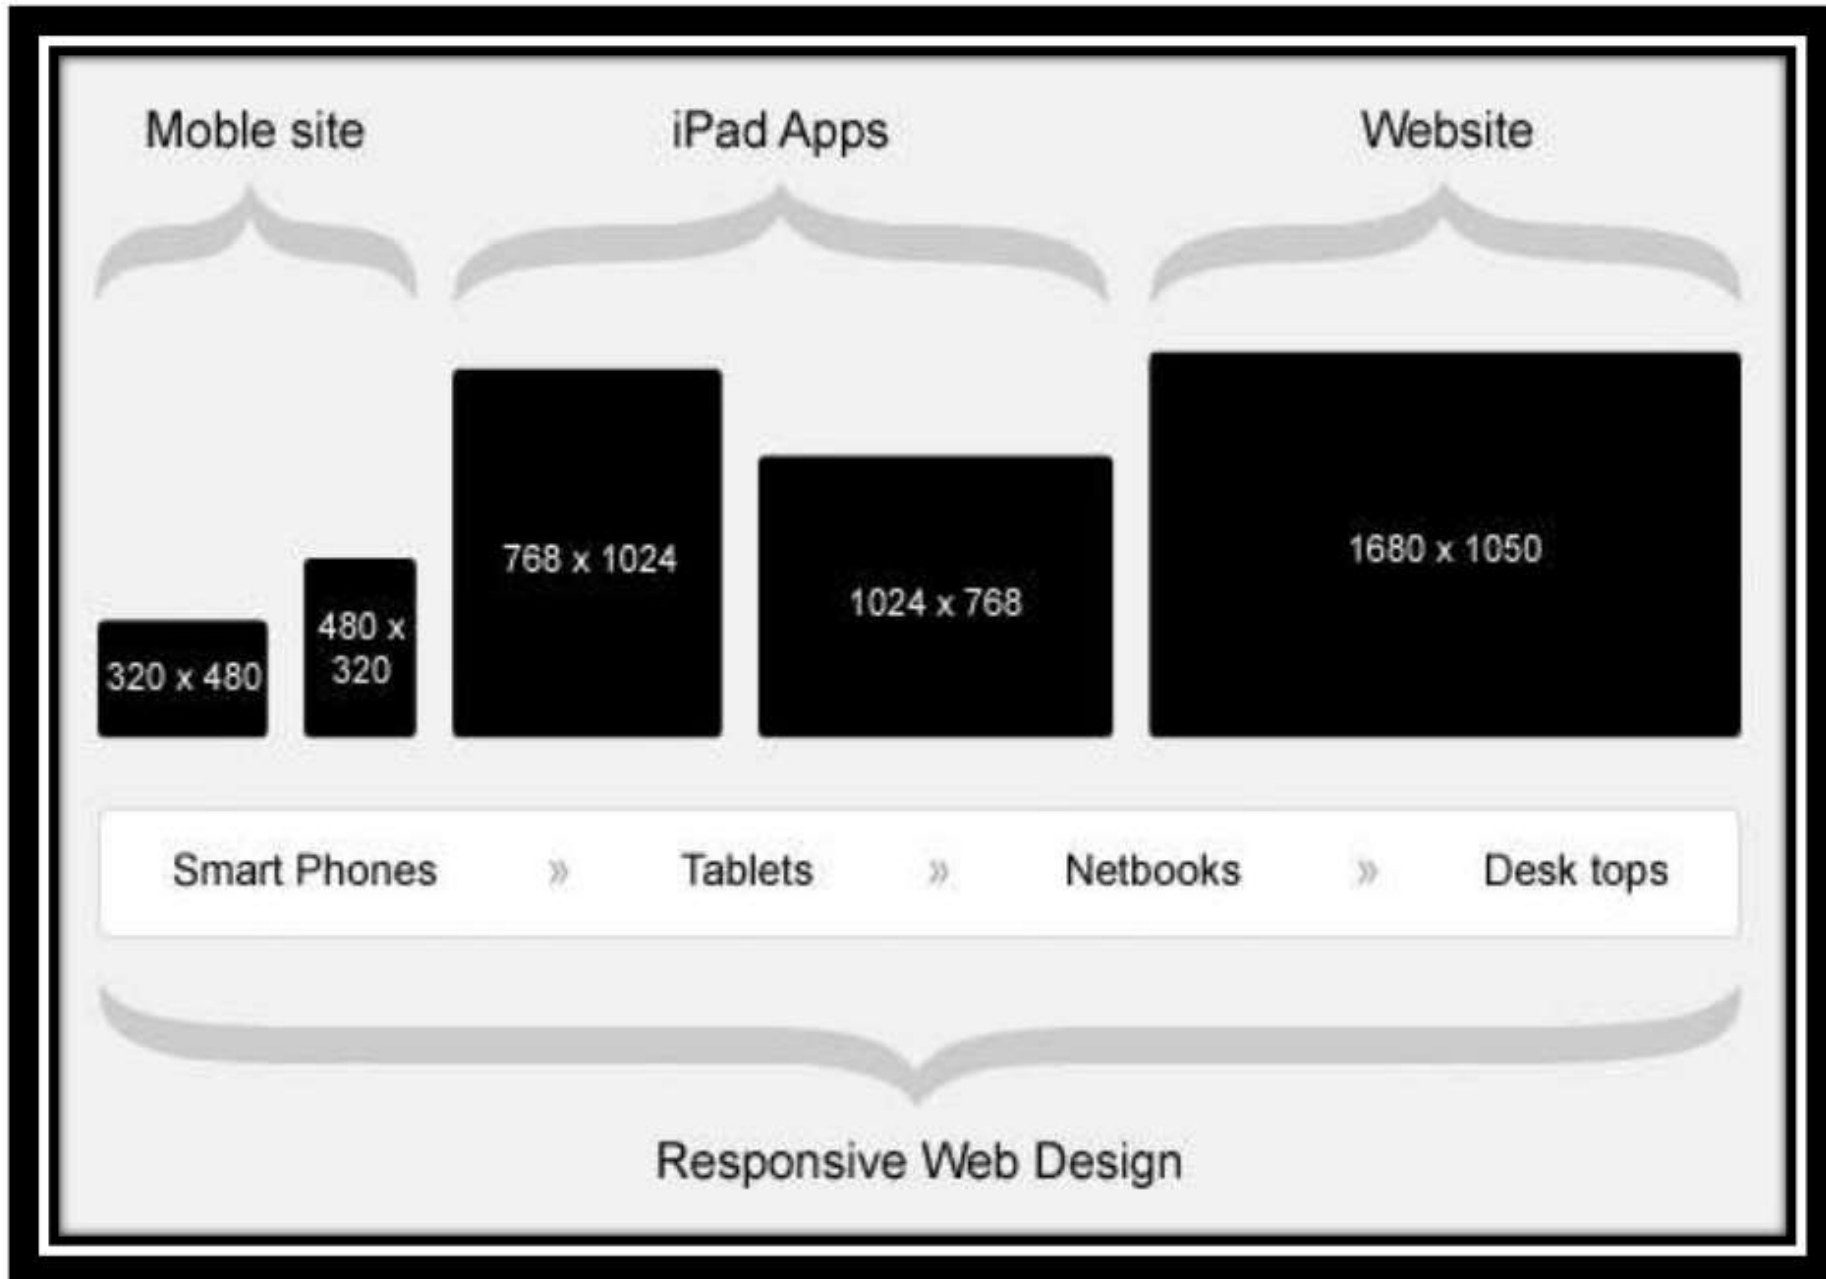 Moble site
iPad Apps
Website
320 x 480
480 x
320
768 x 1024
1024 x 768
1680 x 1050
Smart Phones » Tablets » Netbooks » Desk tops
Responsive Web Design